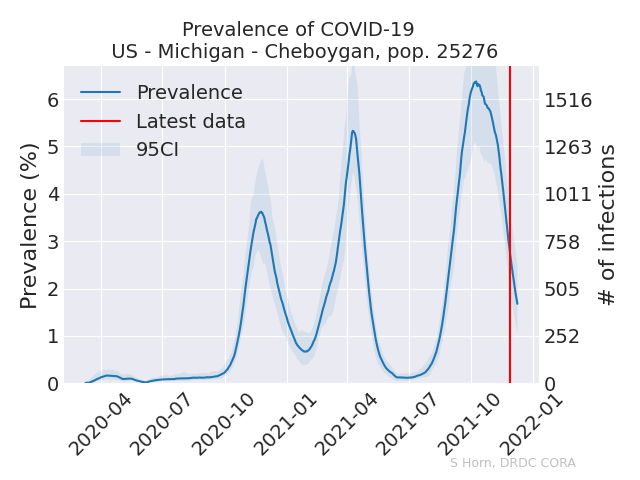 Prevalence of COVID-19
US - Michigan - Cheboygan, pop. 25276
Prevalence
Latest data
95CI
Prevalence (%)
6
5
4
3
2
1
0
1516
1263
1011
758
505
252
0
# of infections
2020-04
2020-07
2020-10
2021-01
2021-04
2021-07
2021-10
2022-01
S Horn, DRDC CORA